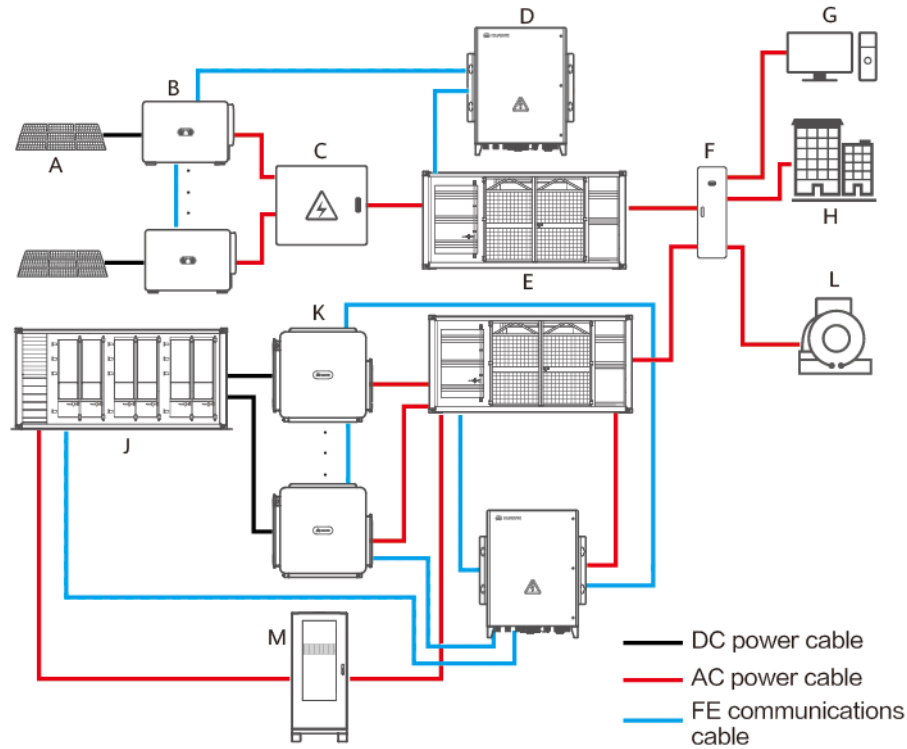 D
G
B
A
C
F
H
E
K
L
J
M
DC power cable
AC power cable
FE communications
cable